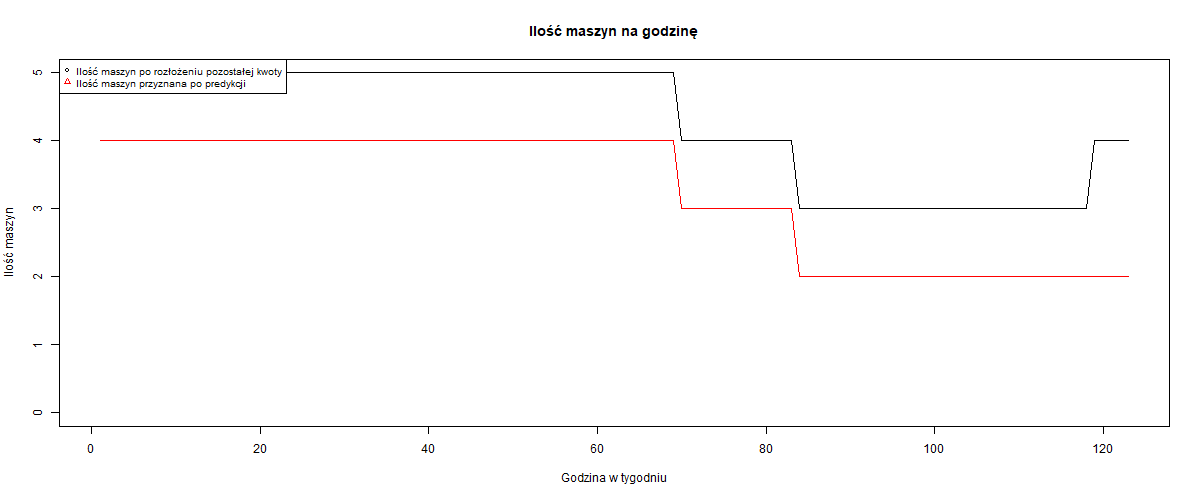 Ilość maszyn na godzinę
Ilość maszyn po rozłożeniu pozostałej kwoty
Ilość maszyn przyznana po predykcji
Ilość maszyn
5
4
3
2
1
0
0 20 40 60 80 100 120
Godzina w tygodniu